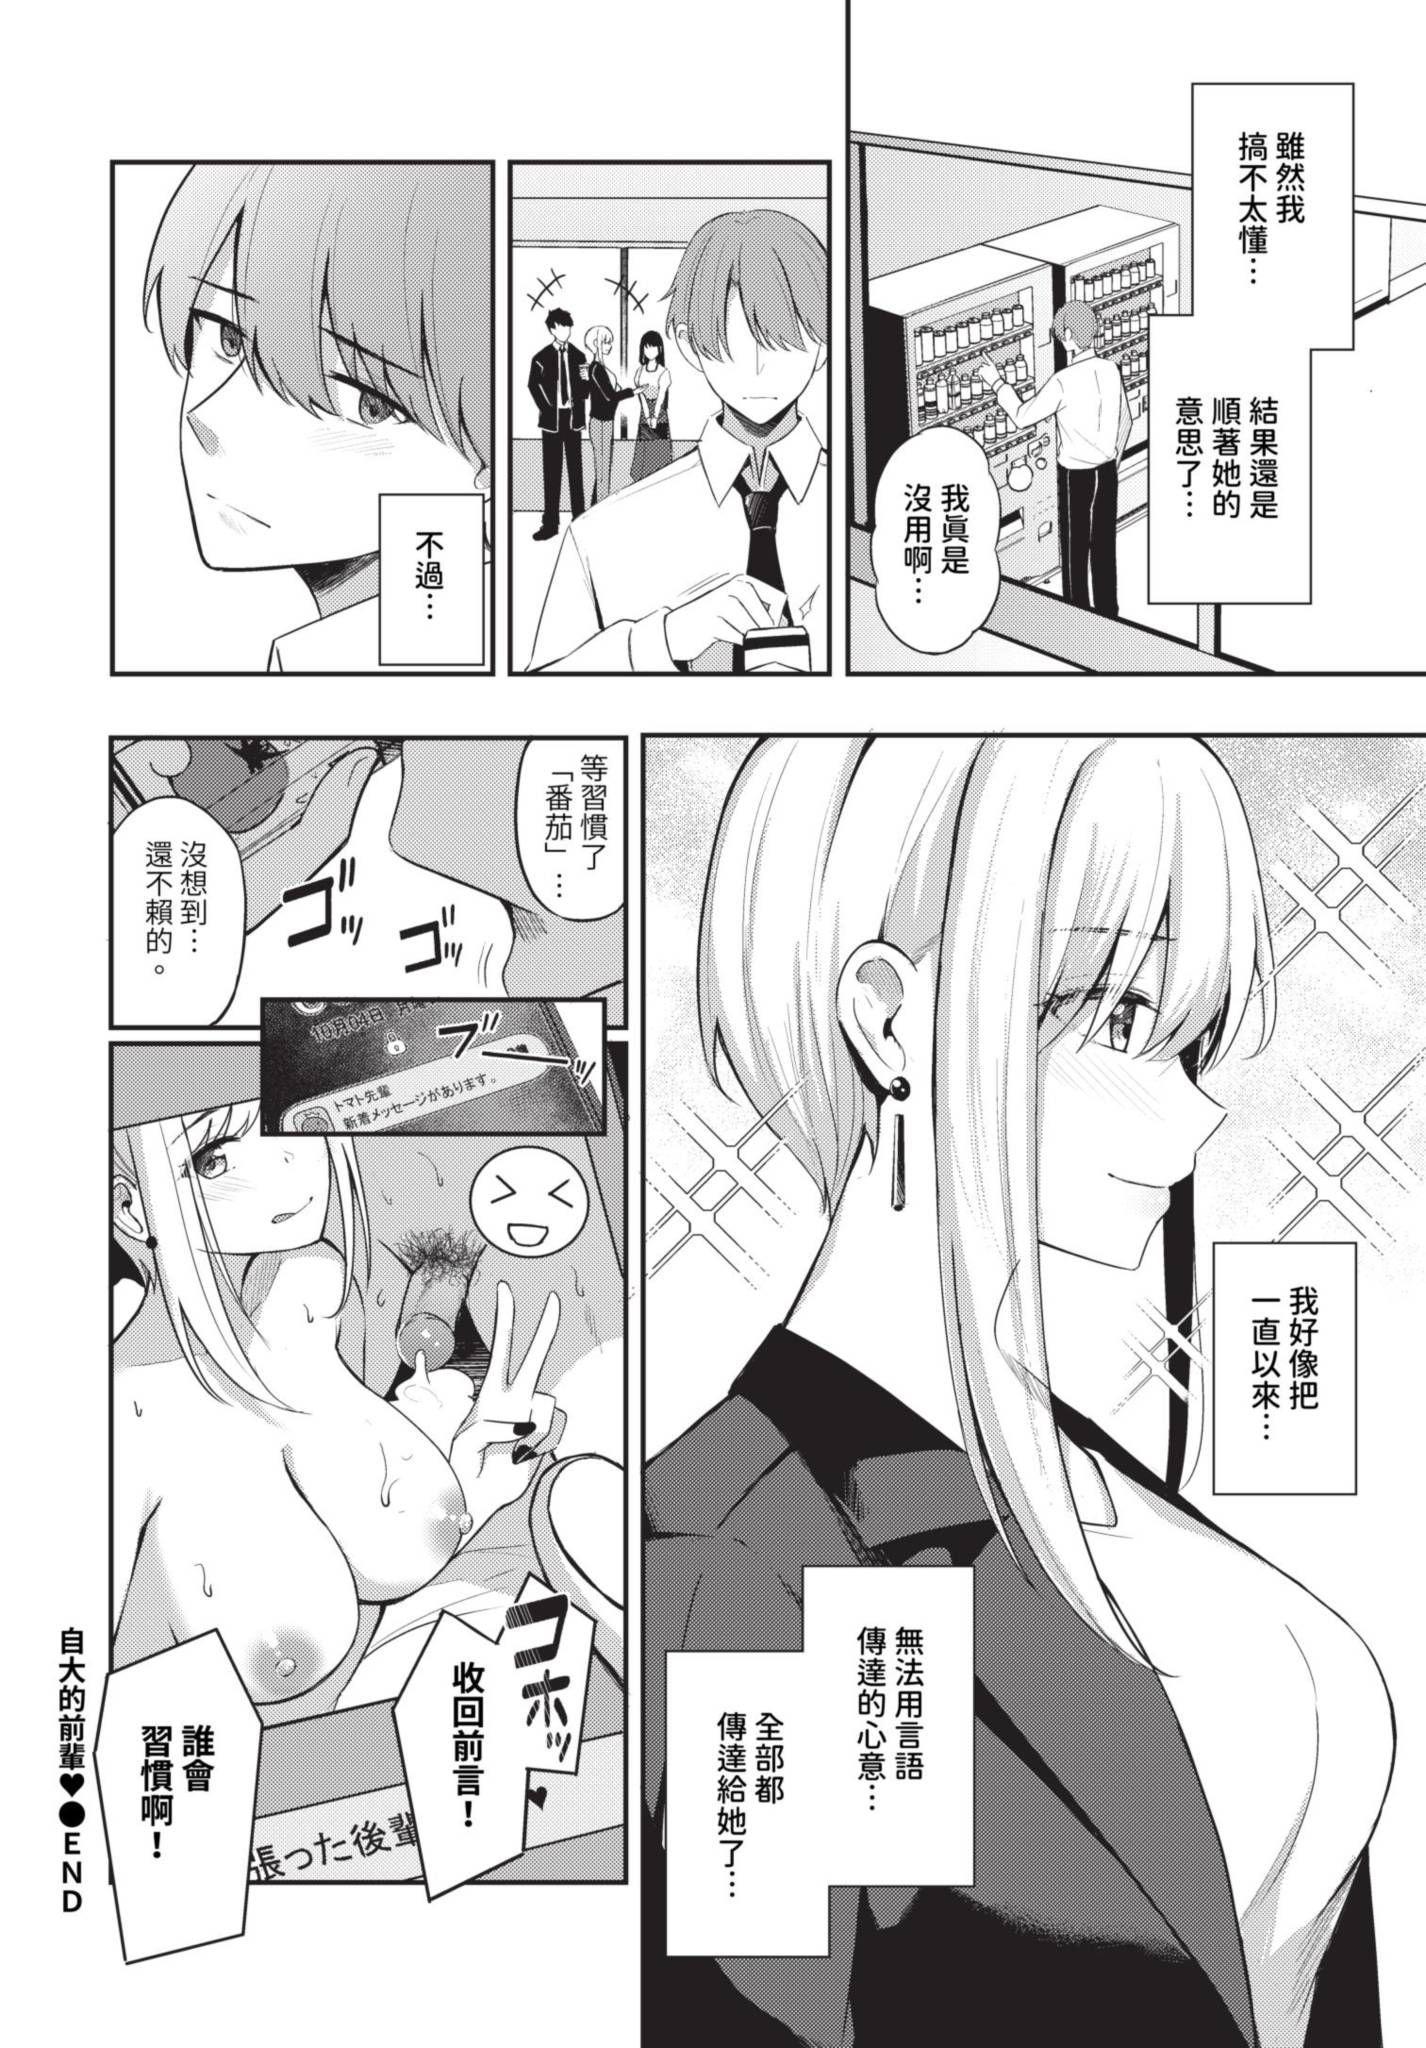 雖然我
搞不太懂…
結果還是
順著她的
意思了…
我真是
沒用啊…
不過…
我好像把
一直以來…
無法用言語
傳達的心意…
全部都
傳達給她了…
等習慣了
「番茄」…
沒想到…
還不賴的。
ゴ゛
ゴ゛
10月04日 月
ブーッ
トマト先輩
新着メッセージがあります。
収回前言！
コホッ
誰會
習慣啊！
張った後輩
♥
自大的前輩♥●END